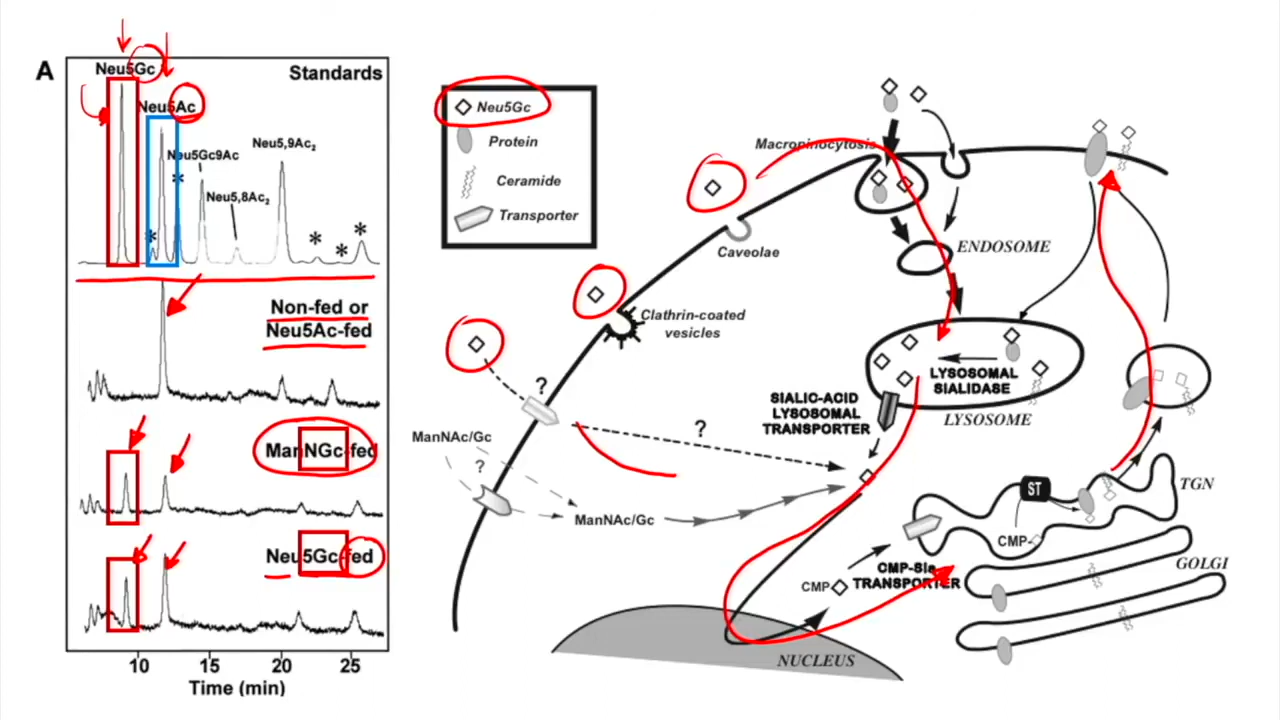 A
Neu5Gc
Standards
Neu5Ac
Neu5Gc9Ac
Neu5,9Ac₂
Neu5,8Ac₂
*
*
*
*
*
Non-fed or
Neu5Ac-fed
ManNGc-fed
Neu5Gc-fed
10 15 20 25
Time (min)
Neu5Gc
Protein
Ceramide
Transporter
Macropinocytosis
Caveolae
Clathrin-coated
vesicles
ENDOSOME
LYSOSOMAL
SIALIDASE
LYSOSOME
SIALIC-ACID
LYSOSOMAL
TRANSPORTER
?
?
ManNAc/Gc
?
ManNAc/Gc
ST
TGN
CMP-
GOLGI
CMP-Sia
TRANSPORTER
CMP
NUCLEUS